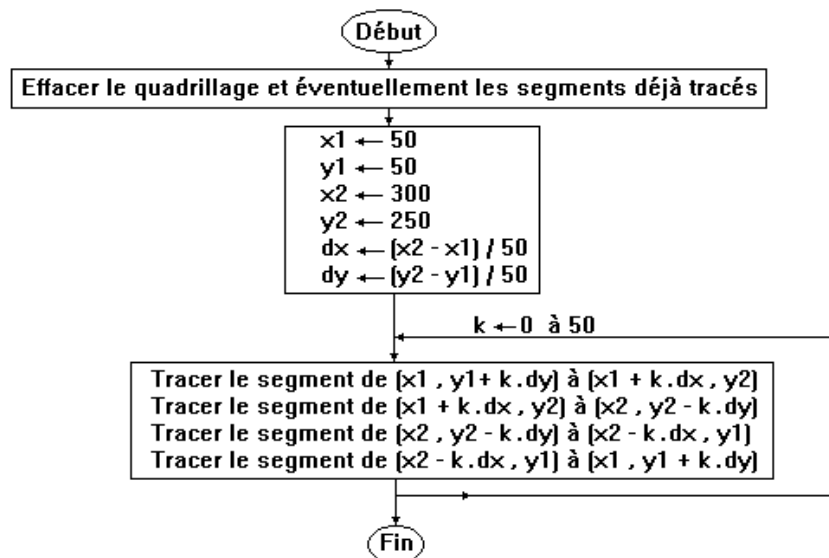 Début
Effacer le quadrillage et éventuellement les segments déjà tracés
x1 ← 50
y1 ← 50
x2 ← 300
y2 ← 250
dx ← (x2 - x1) / 50
dy ← (y2 - y1) / 50
k ← 0 à 50
Tracer le segment de (x1 , y1+ k.dy) à (x1 + k.dx , y2)
Tracer le segment de (x1 + k.dx , y2) à (x2 , y2 - k.dy)
Tracer le segment de (x2 , y2 - k.dy) à (x2 - k.dx , y1)
Tracer le segment de (x2 - k.dx , y1) à (x1 , y1 + k.dy)
Fin